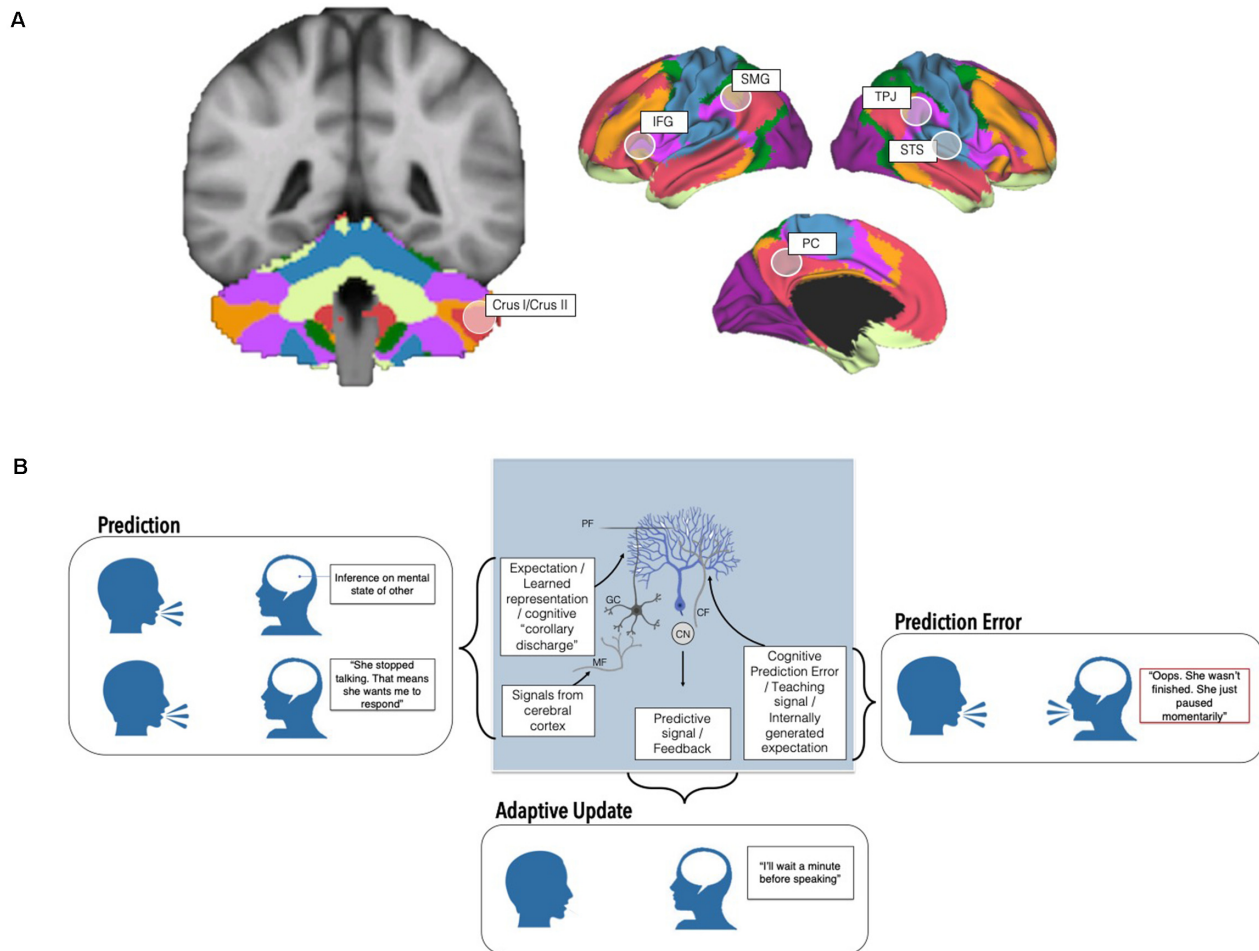 A
SMG
IFG
TPJ
STS
PC
Crus I/Crus II
B
Prediction
Inference on mental
state of other
"She stopped
talking. That means
she wants me to
respond"
PF
Expectation /
Learned
representation
/ cognitive
"corollary
discharge"
GC
CF
CN
MF
Signals from
cerebral
cortex
Predictive
signal /
Feedback
Cognitive
Prediction Error
/ Teaching
signal /
Internally
generated
expectation
Prediction Error
"Oops. She wasn't
finished. She just
paused
momentarily"
Adaptive Update
"I'll wait a minute
before speaking"